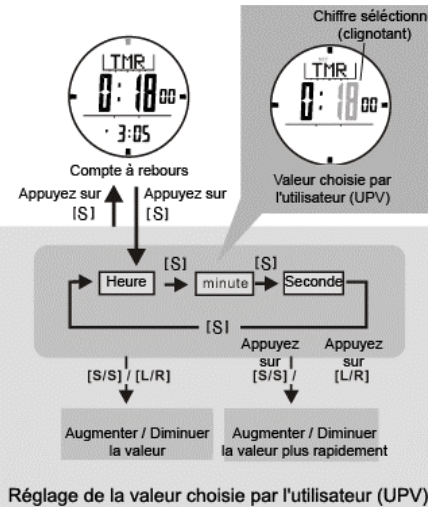 Chiffre séléctionn
(clignotant)
TMR
0: 18 00
3:05
TMR
0: 18 00
Compte à rebours
Valeur choisie par
l'utilisateur (UPV)
Appuyez sur
[S]
Appuyez sur
[S]
Heure
[S]
minute
[S]
Seconde
[S]
[S/S] / [L/R]
Appuyez
sur
[S/S] /
Appuyez
sur
[L/R]
Augmenter / Diminuer
la valeur
Augmenter / Diminuer
la valeur plus rapidement
Réglage de la valeur choisie par l'utilisateur (UPV)